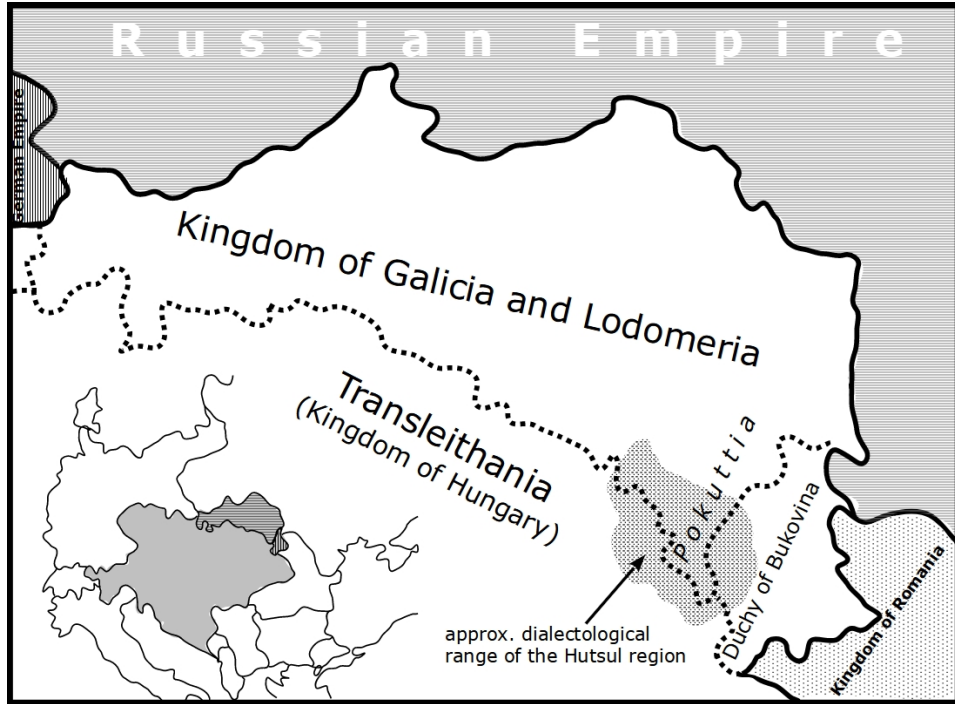 Russian Empire
German Empire
Kingdom of Galicia and Lodomeria
Transleithania
(Kingdom of Hungary)
Pokuttia
Duchy of Bukovina
Kingdom of Romania
approx. dialectological
range of the Hutsul region